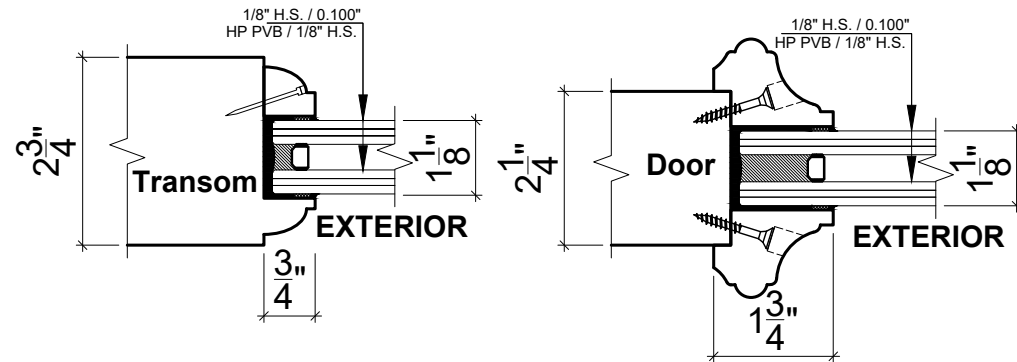 1/8" H.S. / 0.100"
HP PVB / 1/8" H.S.
2 3/4"
Transom
1 1/8"
EXTERIOR
3/4"
1/8" H.S. / 0.100"
HP PVB / 1/8" H.S.
2 1/4"
Door
1 1/8"
EXTERIOR
1 3/4"